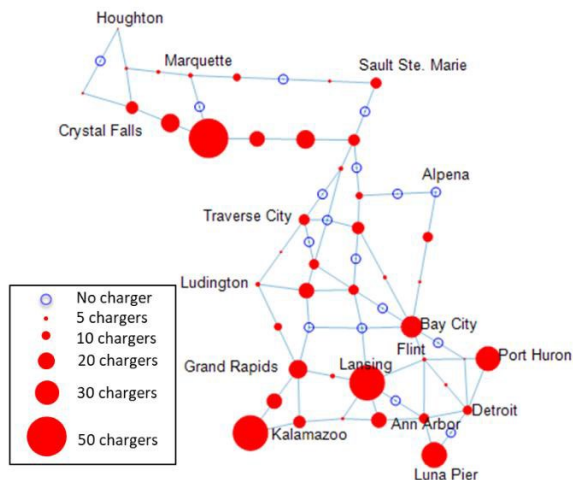 Houghton
Marquette
Sault Ste. Marie
Crystal Falls
Alpena
Traverse City
Ludington
No charger
5 chargers
10 chargers
20 chargers
30 chargers
50 chargers
Bay City
Flint
Port Huron
Grand Rapids
Lansing
Detroit
Kalamazoo
Ann Arbor
Luna Pier